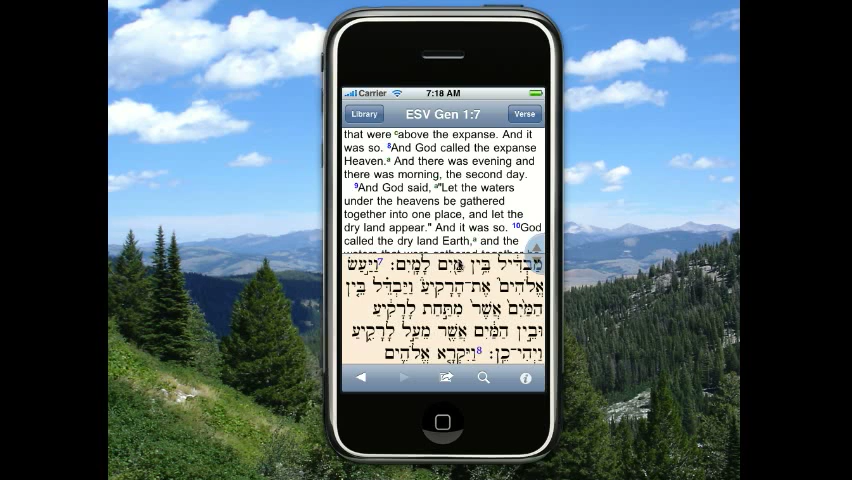 Carrier 7:18 AM
Library ESV Gen 1:7 Verse
that were ᶜabove the expanse. And it
was so. ⁸And God called the expanse
Heaven.ᵃ And there was evening and
there was morning, the second day.
⁹And God said, ᵃ"Let the waters
under the heavens be gathered
together into one place, and let the
dry land appear." And it was so. ¹⁰God
called the dry land Earth,ᵃ and the
מַבְדִּ֔יל בֵּ֥ין מַ֖יִם לָמָֽיִם׃ ⁷וַיַּ֣עַשׂ
אֱלֹהִים֮ אֶת־הָרָקִיעַ֒ וַיַּבְדֵּ֗ל בֵּ֤ין
הַמַּ֙יִם֙ אֲשֶׁר֙ מִתַּ֣חַת לָרָקִ֔יעַ
וּבֵ֣ין הַמַּ֔יִם אֲשֶׁ֖ר מֵעַ֣ל לָרָקִ֑יעַ
וַֽיְהִי־כֵֽן׃ ⁸וַיִּקְרָ֧א אֱלֹהִ֛ים